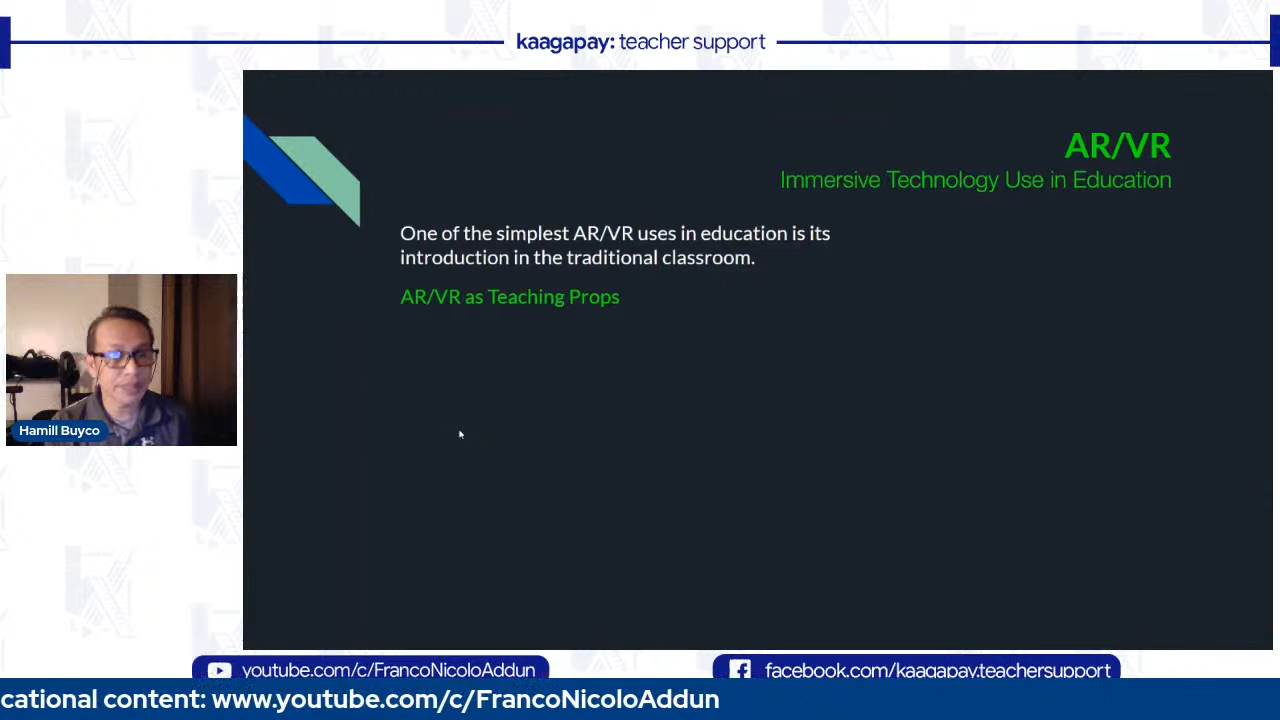 kaagapay: teacher support
AR/VR
Immersive Technology Use in Education
One of the simplest AR/VR uses in education is its
introduction in the traditional classroom.
AR/VR as Teaching Props
Hamill Buyco
youtube.com/c/FrancoNicoloAddun
facebook.com/kaagapay.teachersupport
cational content: www.youtube.com/c/FrancoNicoloAddun